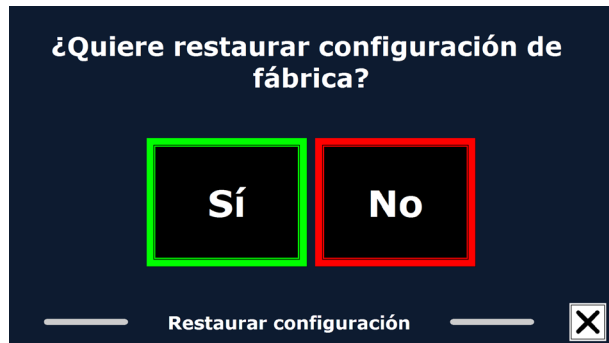 ¿Quiere restaurar configuración de
fábrica?
Sí
No
Restaurar configuración